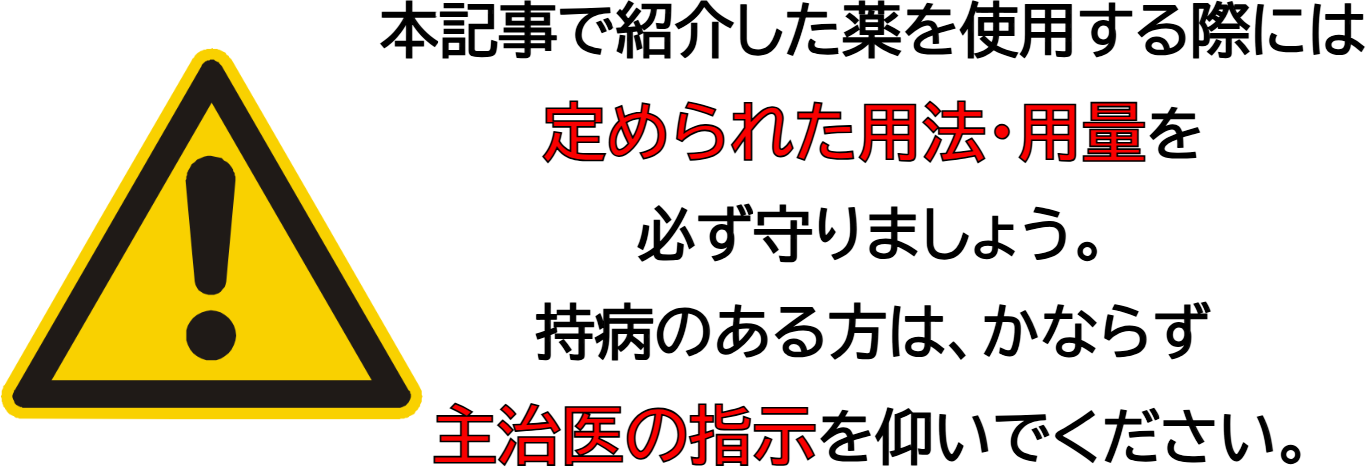 本記事で紹介した薬を使用する際には
定められた用法・用量を
必ず守りましょう。
持病のある方は、かならず
主治医の指示を仰いでください。